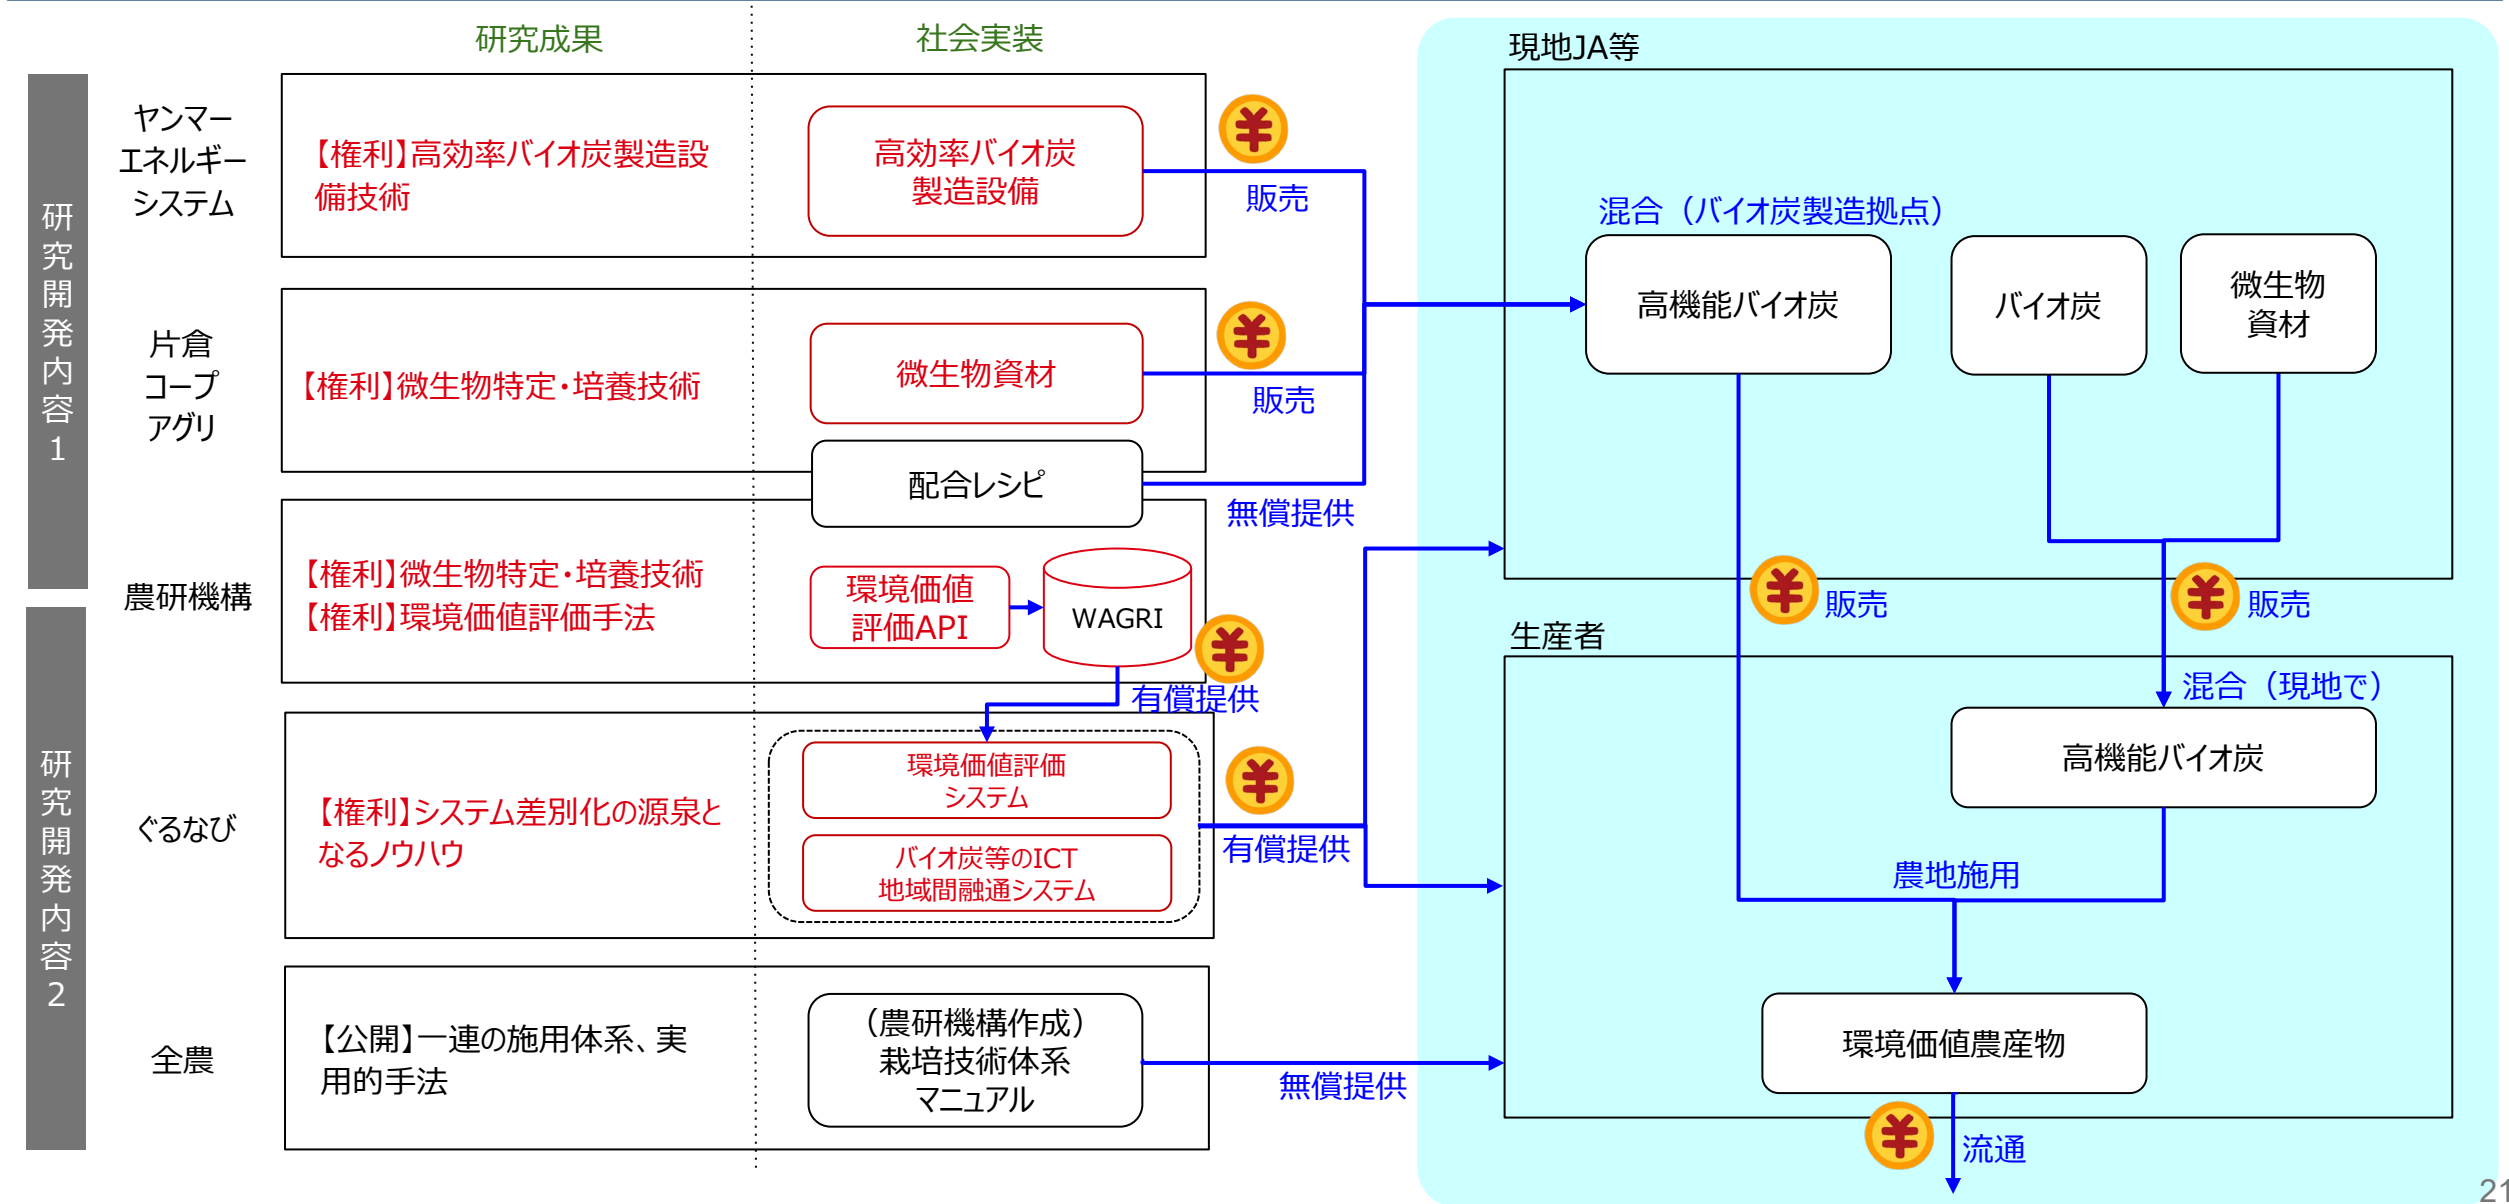 研究成果
社会実装
研究開発内容1
ヤンマー
エネルギー
システム
【権利】高効率バイオ炭製造設
備技術
高効率バイオ炭
製造設備
販売
片倉
コープ
アグリ
【権利】微生物特定・培養技術
微生物資材
販売
配合レシピ
無償提供
農研機構
【権利】微生物特定・培養技術
【権利】環境価値評価手法
環境価値
評価API
WAGRI
有償提供
研究開発内容2
ぐるなび
【権利】システム差別化の源泉と
なるノウハウ
環境価値評価
システム
バイオ炭等のICT
地域間融通システム
有償提供
全農
【公開】一連の施用体系、実
用的手法
（農研機構作成）
栽培技術体系
マニュアル
無償提供
現地JA等
混合（バイオ炭製造拠点）
高機能バイオ炭
バイオ炭
微生物
資材
販売
販売
生産者
混合（現地で）
高機能バイオ炭
農地施用
環境価値農産物
流通
21